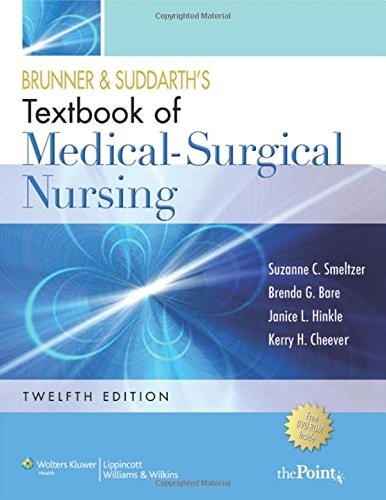 BRUNNER & SUDDARTH'S
Textbook of
Medical-Surgical
Nursing
Suzanne C. Smeltzer
Brenda G. Bare
Janice L. Hinkle
Kerry H. Cheever
TWELFTH EDITION
Free
DVD-ROM
Inside
Wolters Kluwer
Health
Lippincott
Williams & Wilkins
thePoint
Copyrighted Material